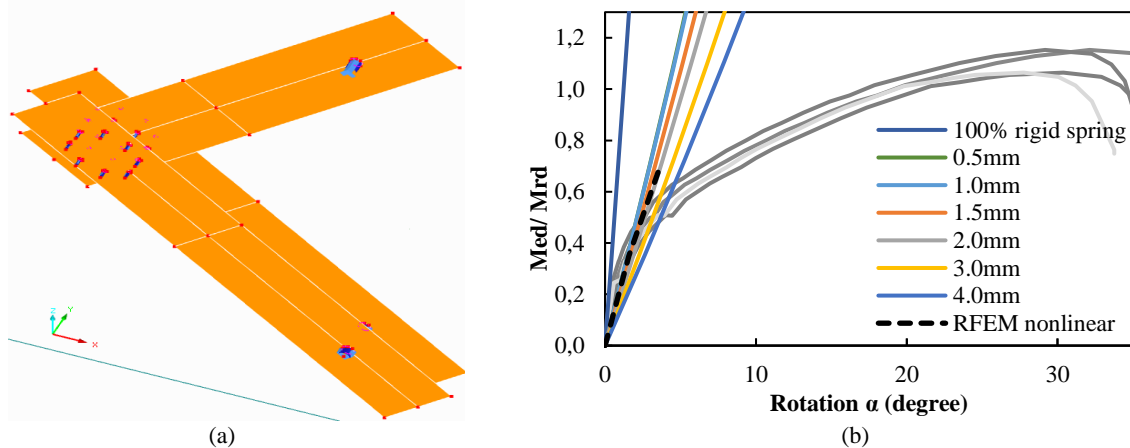 Z
Y
X
(a)
1,2
1,0
0,8
0,6
0,4
0,2
0,0
Med/ Mrd
100% rigid spring
0.5mm
1.0mm
1.5mm
2.0mm
3.0mm
4.0mm
RFEM nonlinear
0
10
20
30
Rotation α (degree)
(b)